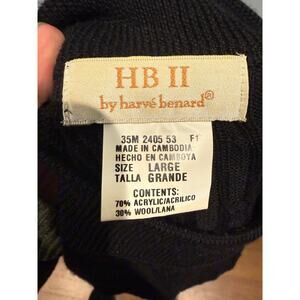 HB II
by harvé benard®
35M 2405 53 F1
MADE IN CAMBODIA
HECHO EN CAMBOYA
SIZE LARGE
TALLA GRANDE
CONTENTS:
70% ACRYLIC/ACRILICO
30% WOOL/LANA